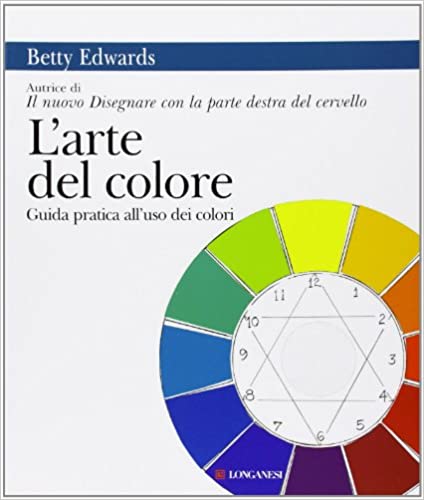 Betty Edwards
Autrice di
Il nuovo Disegnare con la parte destra del cervello
L'arte
del colore
Guida pratica all'uso dei colori
12
11
1
10
2
9
3
8
4
7
5
6
LONGANESI